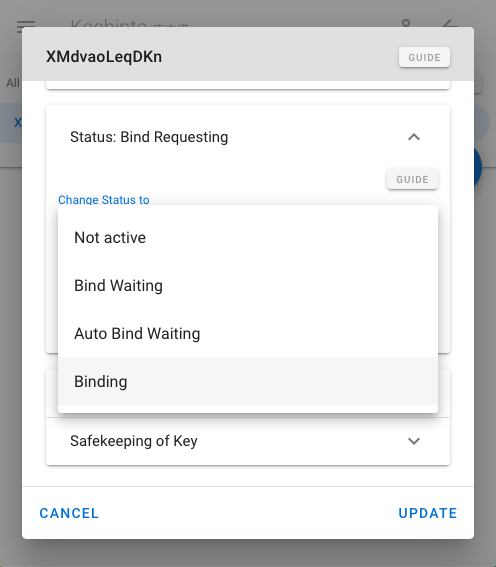 Koshinto
All
XMdvaoLeqDKn
GUIDE
X
Status: Bind Requesting
GUIDE
Change Status to
Not active
Bind Waiting
Auto Bind Waiting
Binding
Safekeeping of Key
CANCEL
UPDATE